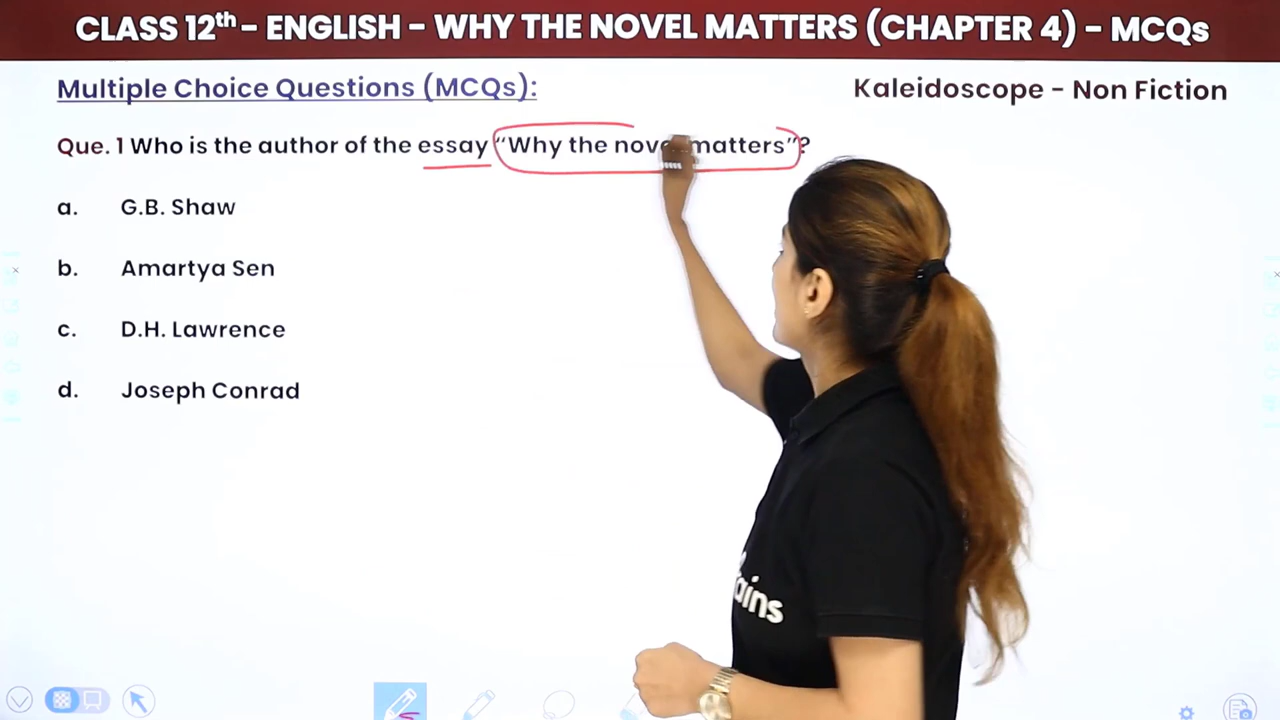 CLASS 12th - ENGLISH - WHY THE NOVEL MATTERS (CHAPTER 4) - MCQs
Multiple Choice Questions (MCQs):
Kaleidoscope - Non Fiction
Que. 1 Who is the author of the essay “Why the novel matters”?
a. G.B. Shaw
b. Amartya Sen
c. D.H. Lawrence
d. Joseph Conrad